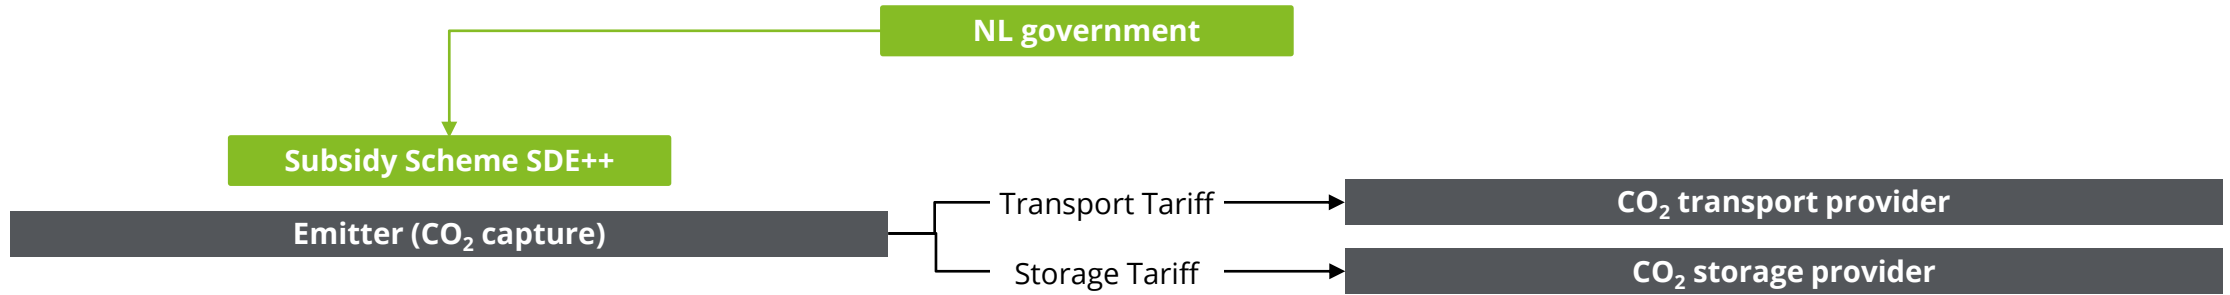 NL government
Subsidy Scheme SDE++
Emitter (CO₂ capture)
Transport Tariff
Storage Tariff
CO₂ transport provider
CO₂ storage provider